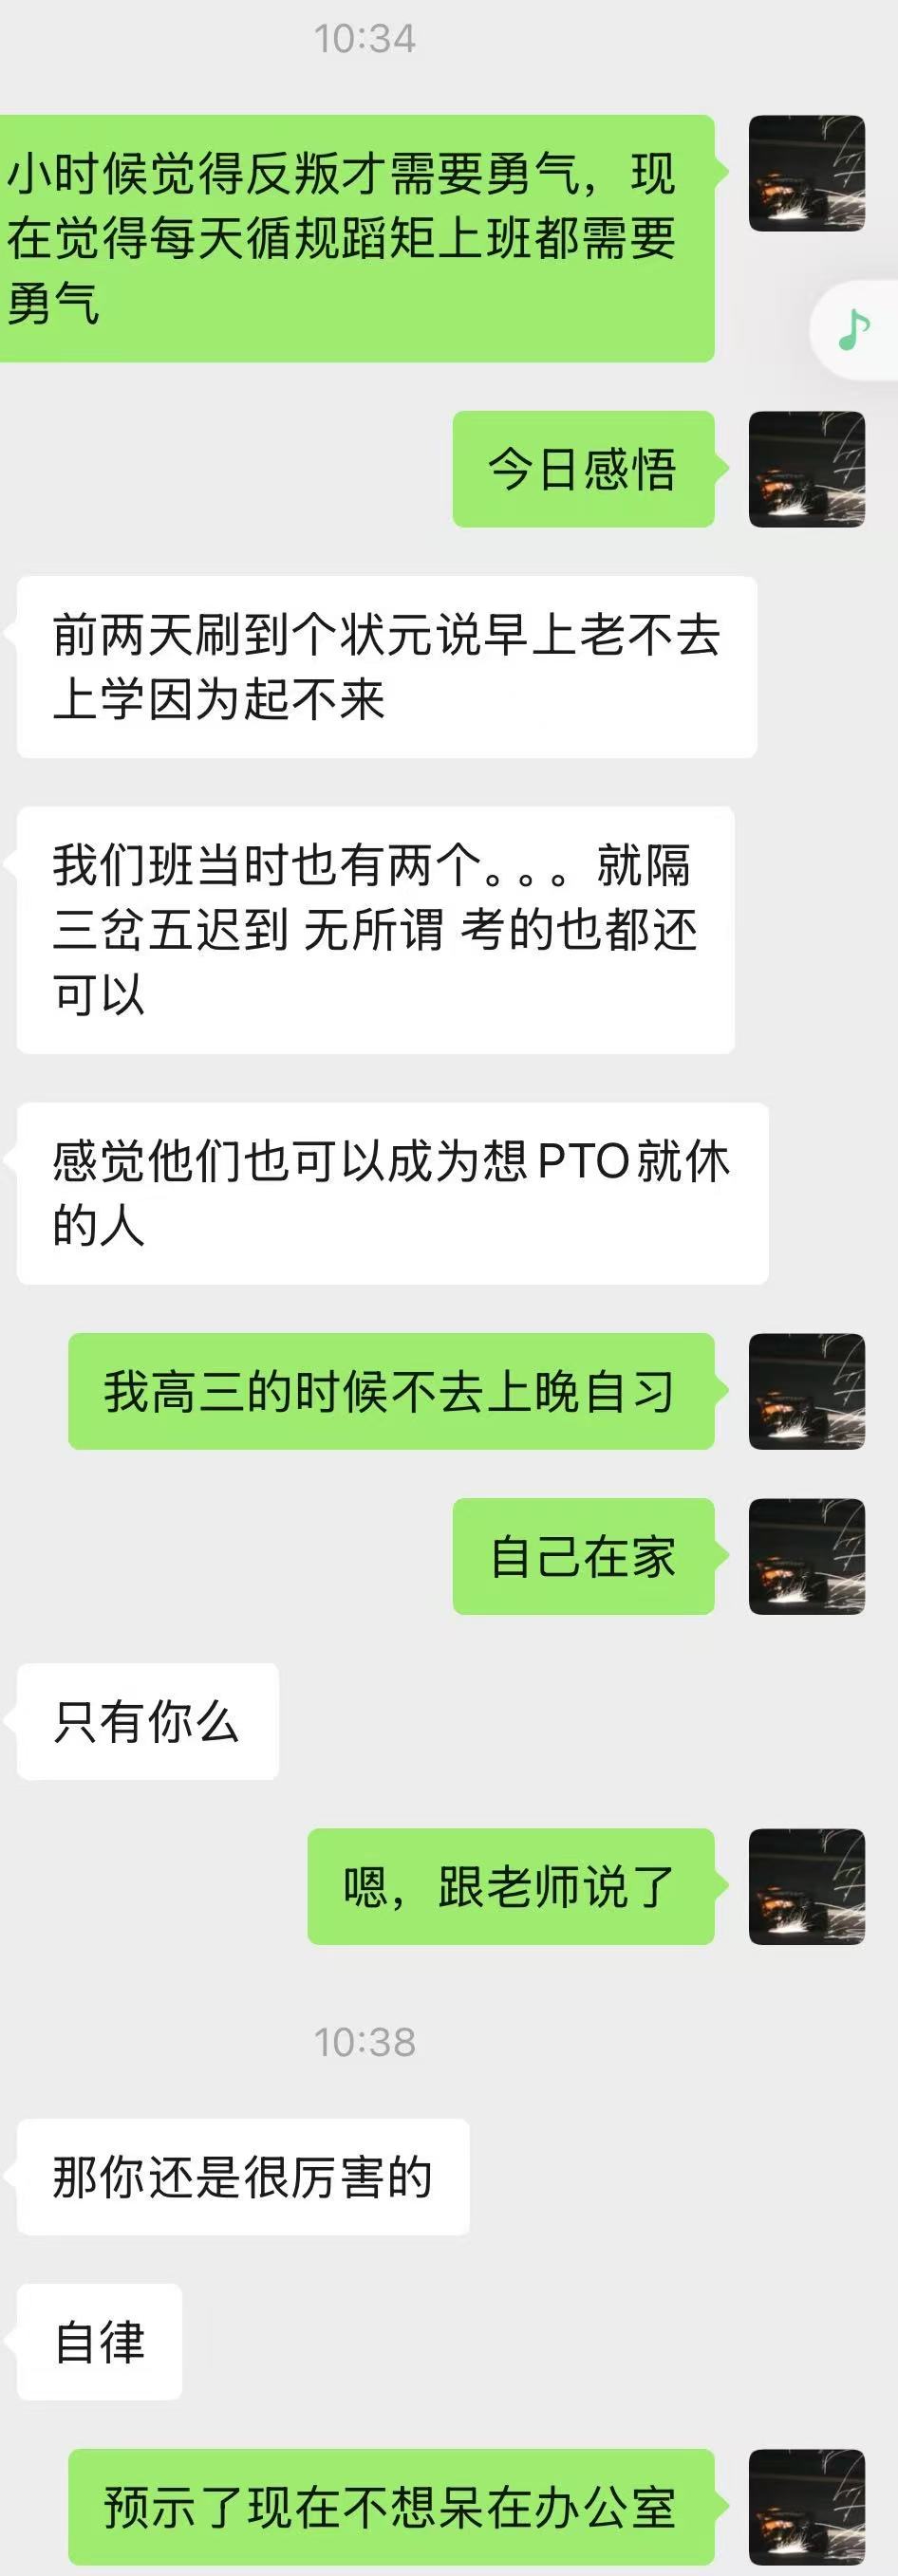 10:34
小时候觉得反叛才需要勇气，现
在觉得每天循规蹈矩上班都需要
勇气
今日感悟
前两天刷到个状元说早上老不去
上学因为起不来
我们班当时也有两个。。。就隔
三岔五迟到 无所谓 考的也都还
可以
感觉他们也可以成为想PTO就休
的人
我高三的时候不去上晚自习
自己在家
只有你么
嗯，跟老师说了
10:38
那你还是很厉害的
自律
预示了现在不想呆在办公室